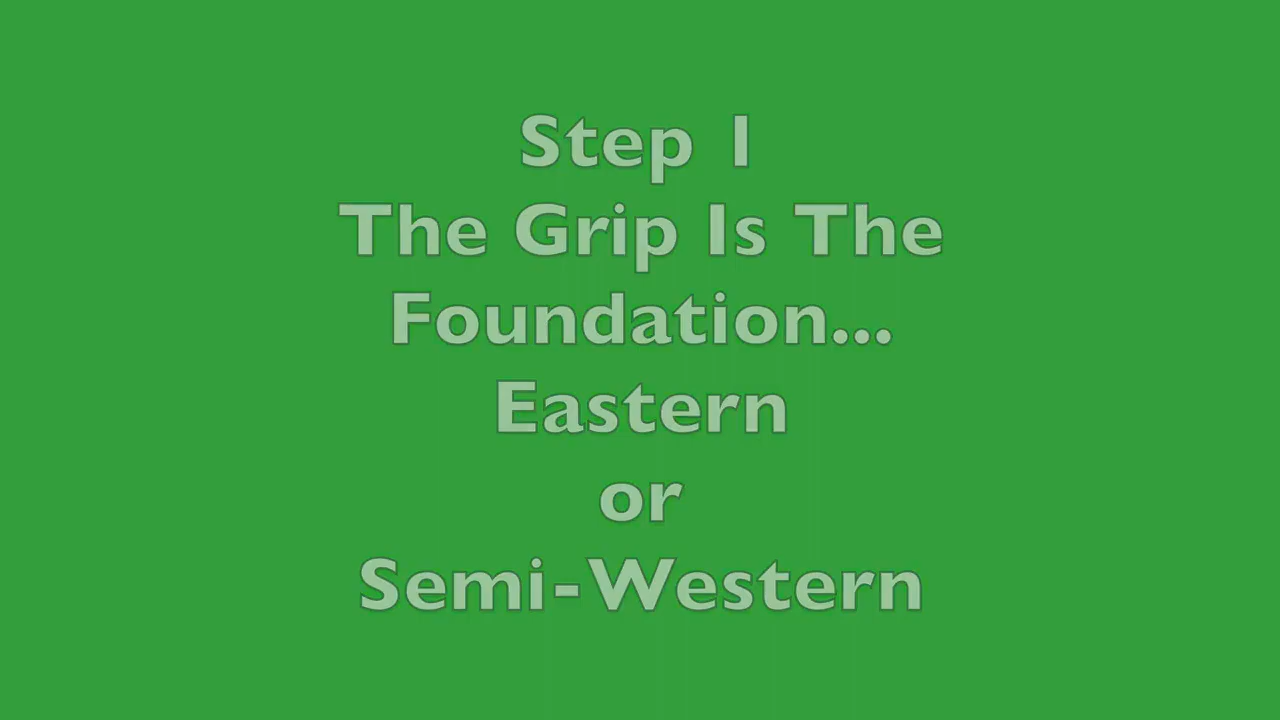 Step 1
The Grip Is The
Foundation...
Eastern
or
Semi-Western